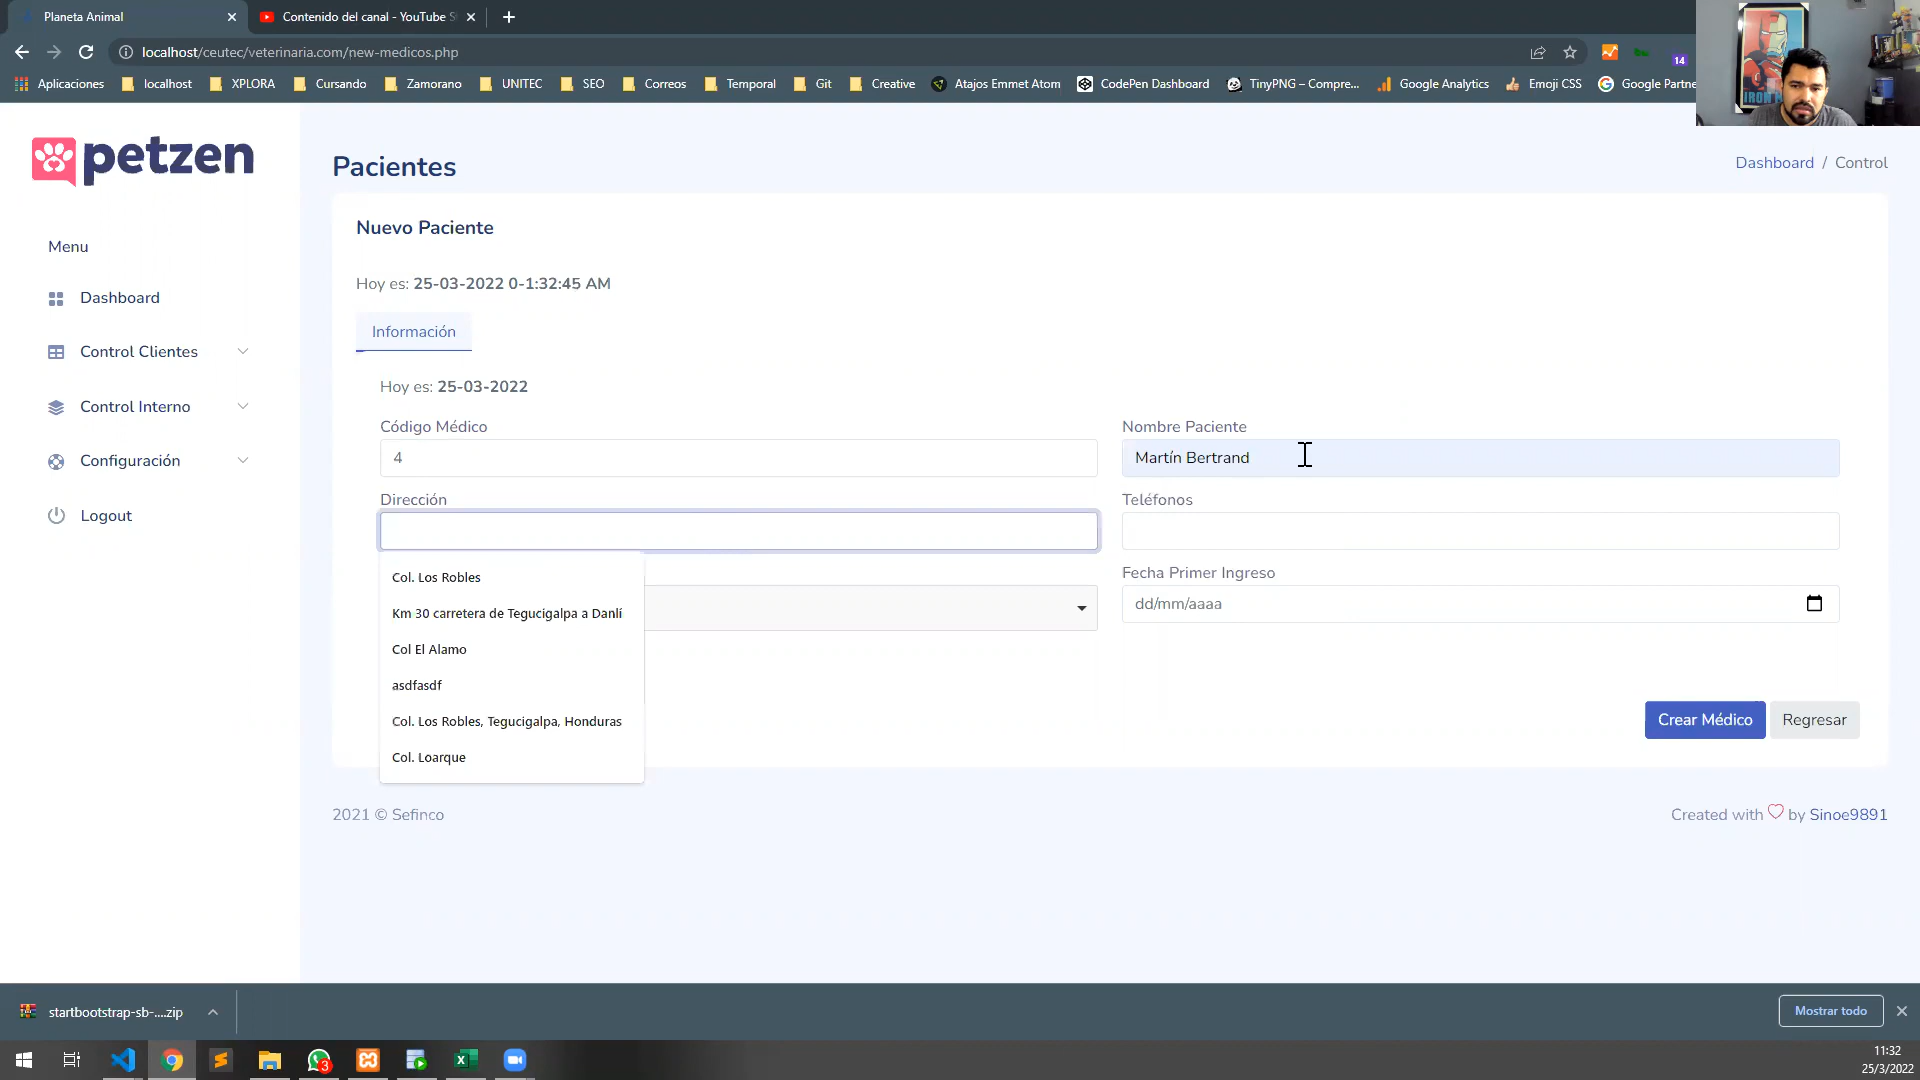 Planeta Animal
Contenido del canal - YouTube S
localhost/ceutec/veterinaria.com/new-medicos.php
14
Aplicaciones
localhost
XPLORA
Cursando
Zamorano
UNITEC
SEO
Correos
Temporal
Git
Creative
Atajos Emmet Atom
CodePen Dashboard
TinyPNG – Compre...
Google Analytics
Emoji CSS
Google Partne
IRON
petzen
Menu
Dashboard
Control Clientes
Control Interno
Configuración
Logout
Pacientes
Dashboard / Control
Nuevo Paciente
Hoy es: 25-03-2022 0-1:32:45 AM
Información
Hoy es: 25-03-2022
Código Médico
4
Nombre Paciente
Martín Bertrand
Dirección
Teléfonos
Col. Los Robles
Km 30 carretera de Tegucigalpa a Danlí
Col El Alamo
asdfasdf
Col. Los Robles, Tegucigalpa, Honduras
Col. Loarque
Fecha Primer Ingreso
dd/mm/aaaa
Crear Médico
Regresar
2021 © Sefinco
Created with by Sinoe9891
startbootstrap-sb-....zip
Mostrar todo
3
11:32
25/3/2022